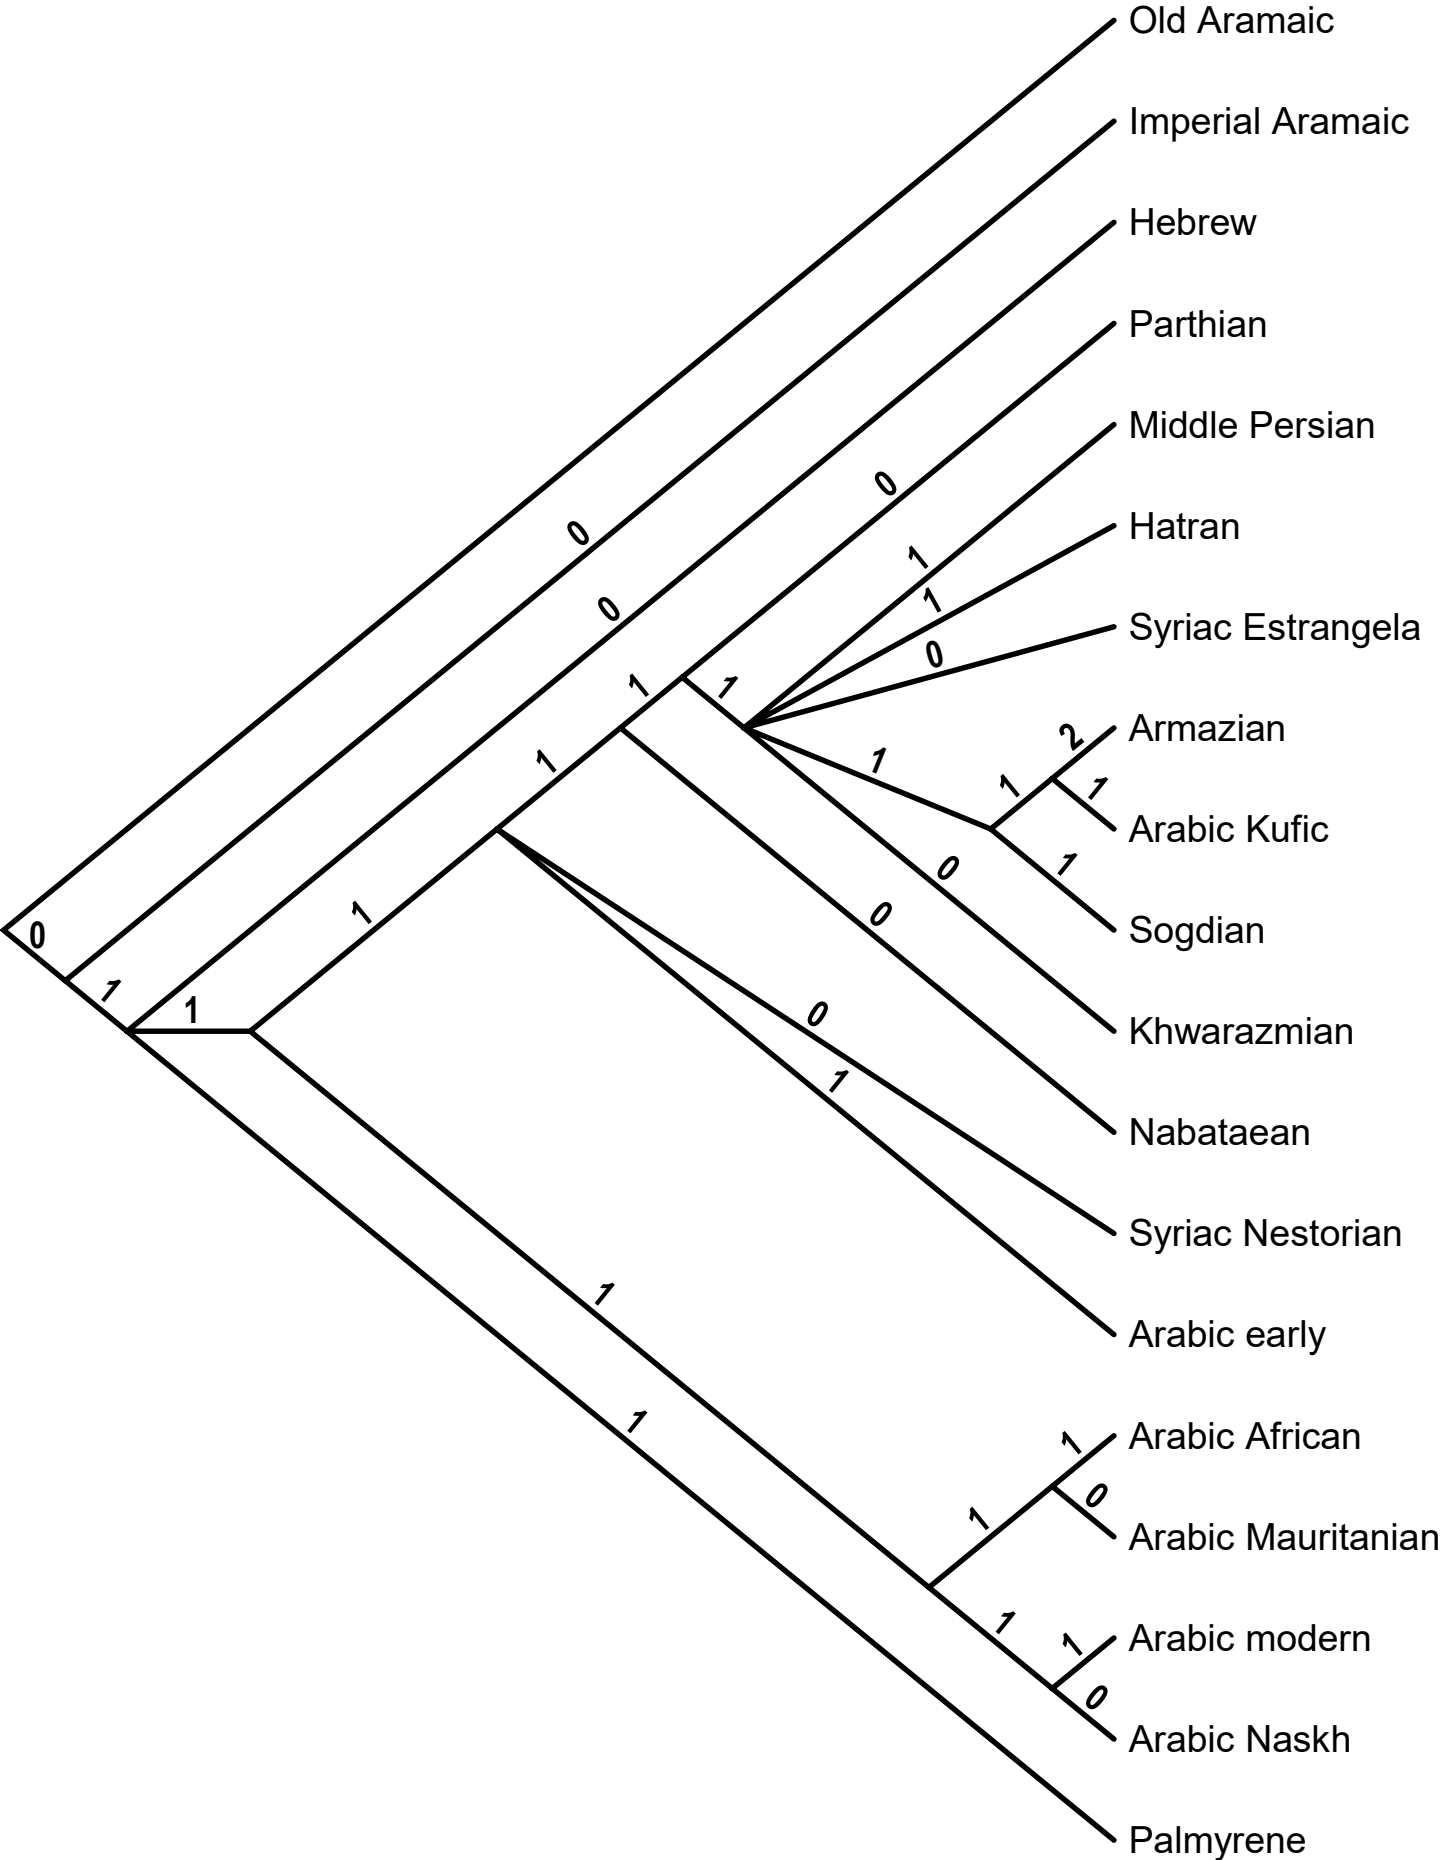 Old Aramaic
Imperial Aramaic
Hebrew
Parthian
Middle Persian
0
Hatran
0
1
1
0
Syriac Estrangela
0
1
1
Armazian
2
1
1
1
1
Arabic Kufic
1
0
1
0
Sogdian
0
1
1
0
Khwarazmian
1
Nabataean
Syriac Nestorian
1
Arabic early
1
1
Arabic African
0
1
Arabic Mauritanian
1
1
Arabic modern
0
Arabic Naskh
Palmyrene